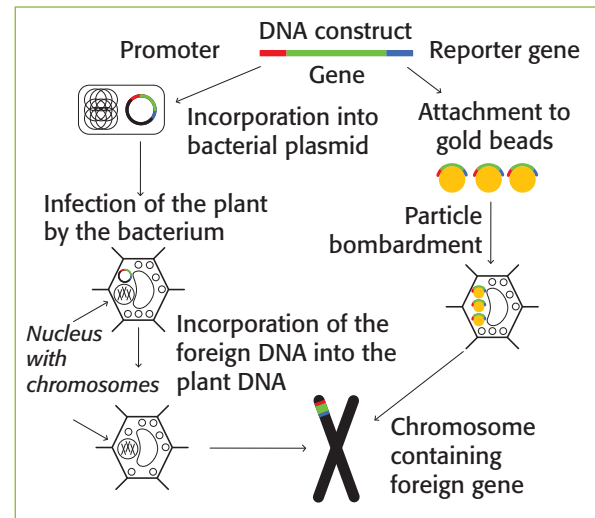 DNA construct
Promoter
Reporter gene
Gene
Incorporation into
bacterial plasmid
Attachment to
gold beads
Infection of the plant
by the bacterium
Particle
bombardment
Nucleus
with
chromosomes
Incorporation of the
foreign DNA into the
plant DNA
Chromosome
containing
foreign gene